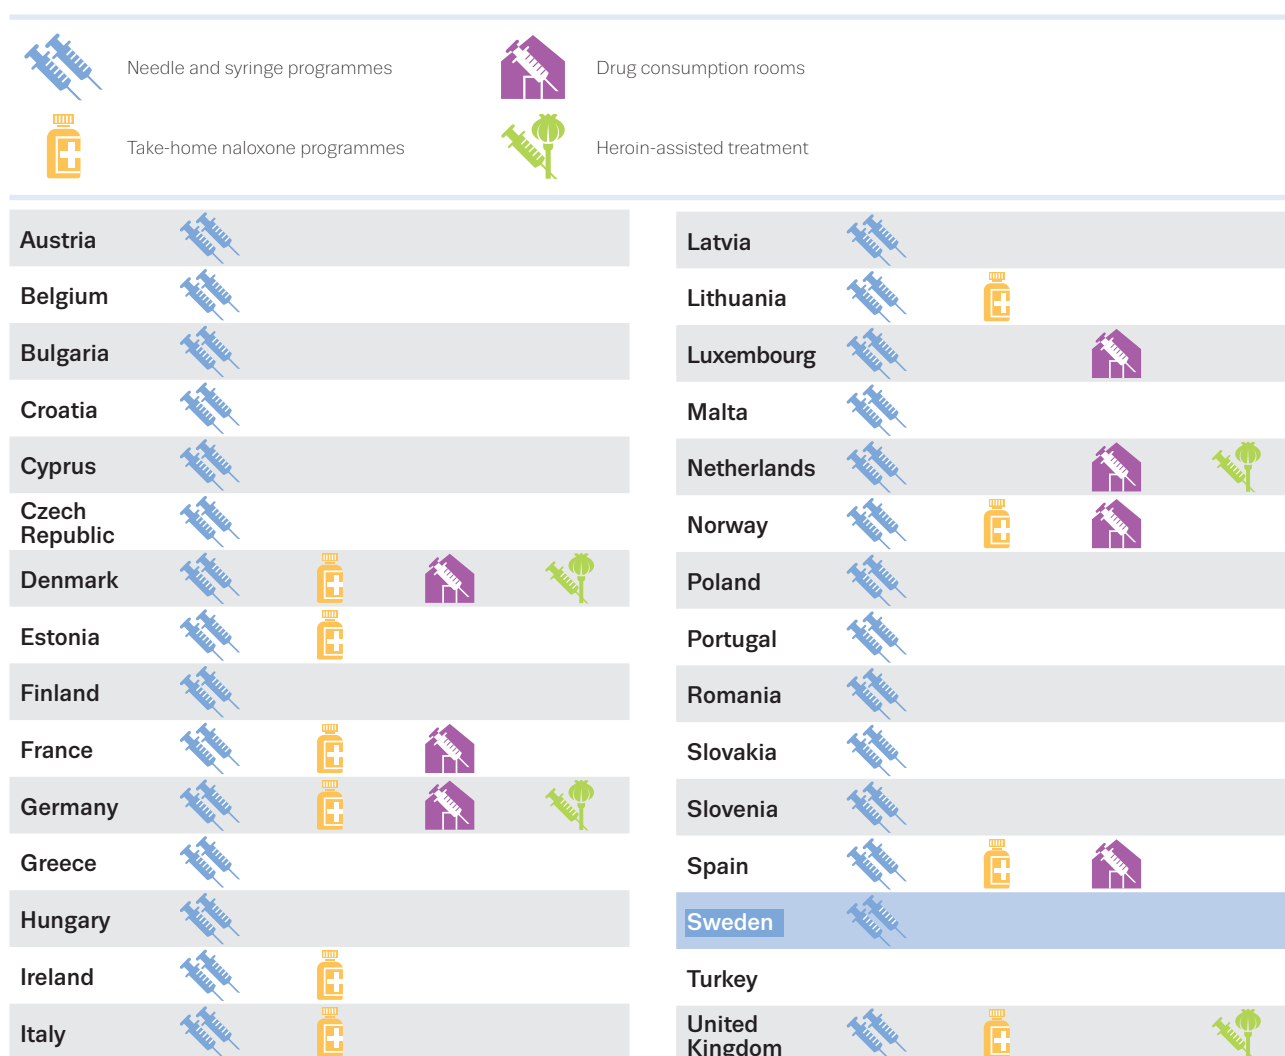 Needle and syringe programmes
Drug consumption rooms
Take-home naloxone programmes
Heroin-assisted treatment
Austria
Belgium
Bulgaria
Croatia
Cyprus
Czech
Republic
Denmark
Estonia
Finland
France
Germany
Greece
Hungary
Ireland
Italy
Latvia
Lithuania
Luxembourg
Malta
Netherlands
Norway
Poland
Portugal
Romania
Slovakia
Slovenia
Spain
Sweden
Turkey
United
Kingdom